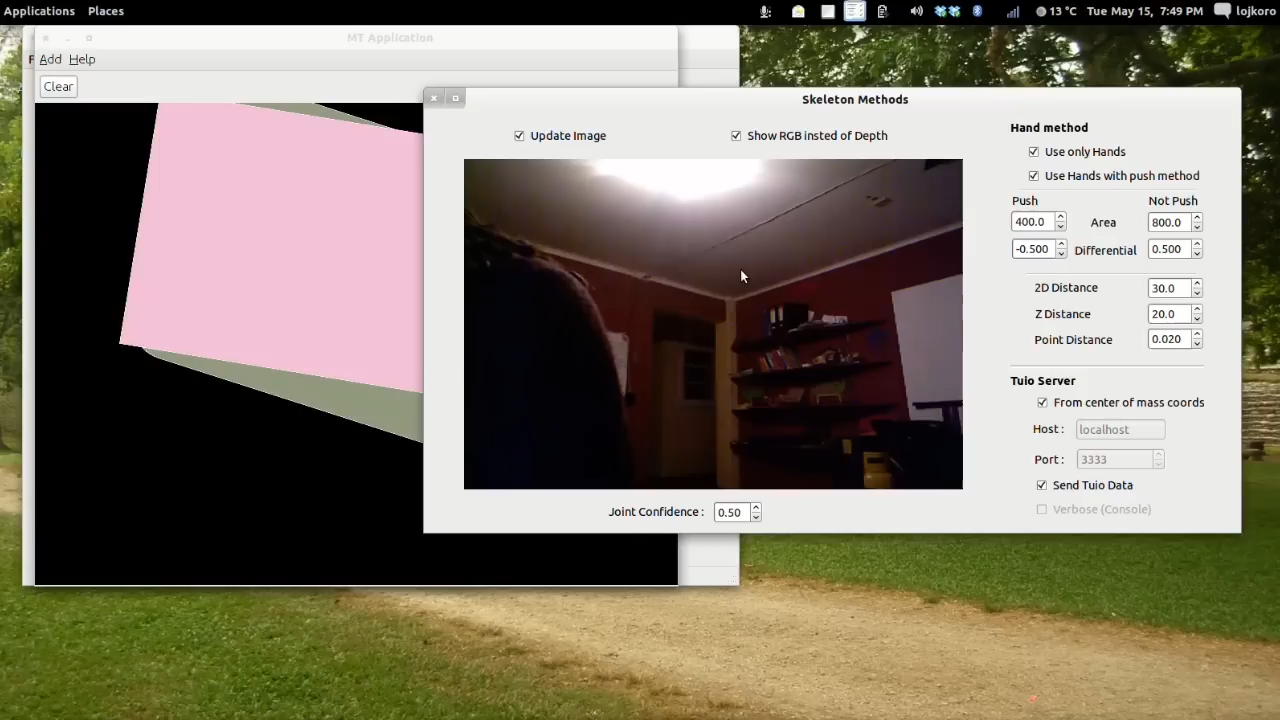 Applications Places 13 °C Tue May 15, 7:49 PM lojkoro
MT Application
F Add Help
Clear
Skeleton Methods
Update Image Show RGB insted of Depth
Hand method
Use only Hands
Use Hands with push method
Push Not Push
400.0 Area 800.0
-0.500 Differential 0.500
2D Distance 30.0
Z Distance 20.0
Point Distance 0.020
Tuio Server
From center of mass coords
Host : localhost
Port : 3333
Send Tuio Data
Joint Confidence : 0.50
Verbose (Console)